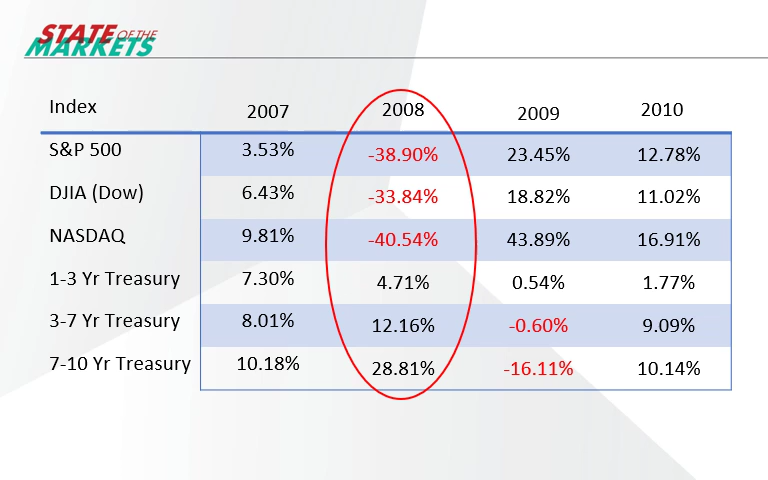 STATE OF THE
MARKETS
Index 2007 2008 2009 2010
S&P 500 3.53% -38.90% 23.45% 12.78%
DJIA (Dow) 6.43% -33.84% 18.82% 11.02%
NASDAQ 9.81% -40.54% 43.89% 16.91%
1-3 Yr Treasury 7.30% 4.71% 0.54% 1.77%
3-7 Yr Treasury 8.01% 12.16% -0.60% 9.09%
7-10 Yr Treasury 10.18% 28.81% -16.11% 10.14%